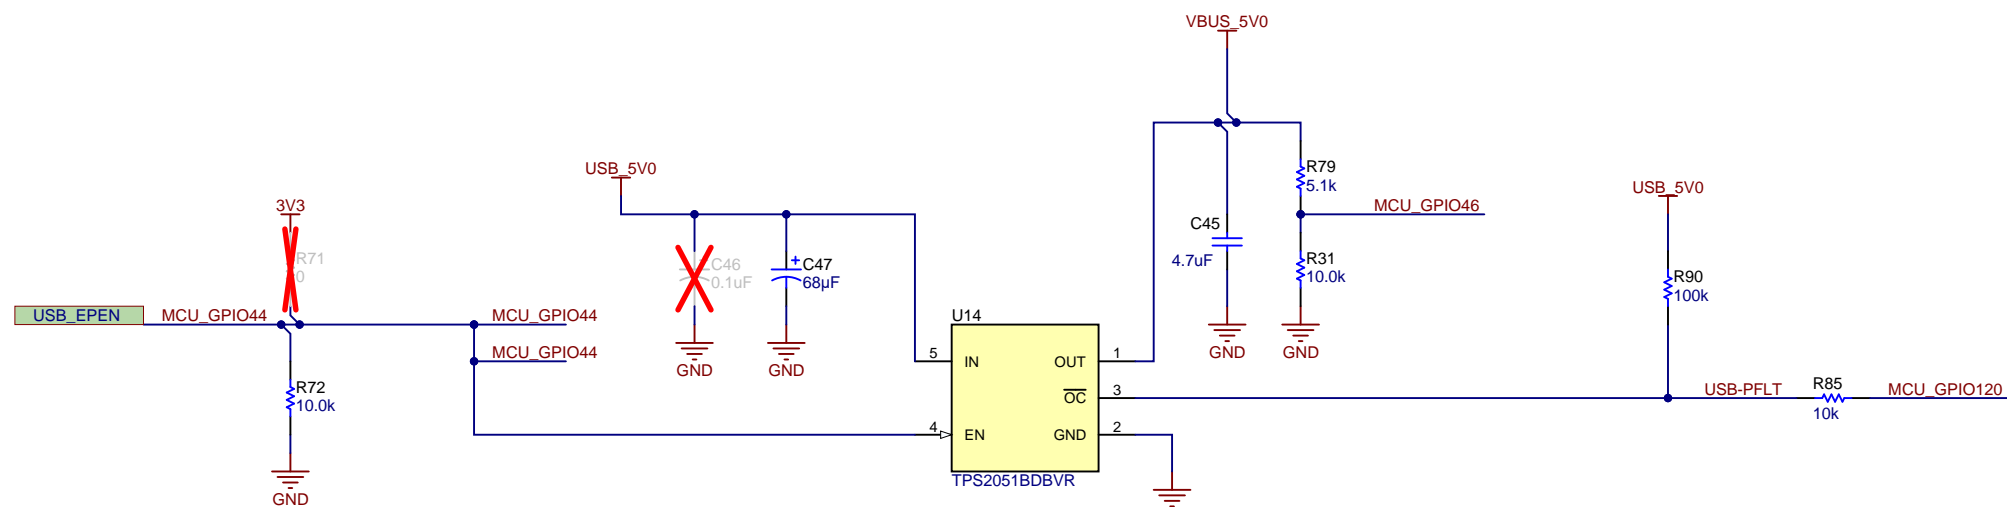 VBUS_5V0
USB_5V0
R79
5.1k
USB_5V0
3V3
MCU_GPIO46
C45
4.7uF
R71
0
C46
0.1uF
C47
68µF
R31
10.0k
R90
100k
USB_EPEN
MCU_GPIO44
MCU_GPIO44
U14
MCU_GPIO44
GND
GND
GND
GND
5
IN
OUT
1
R72
10.0k
OC
3
USB-PFLT
R85
10k
MCU_GPIO120
4
EN
GND
2
TPS2051BDBVR
GND